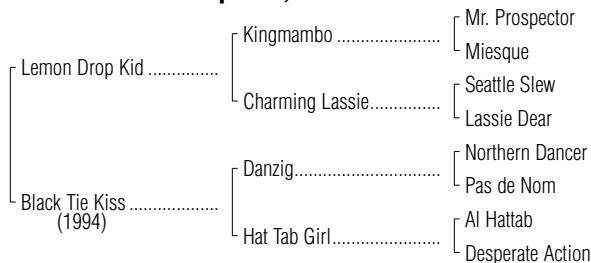 Mr. Prospector
Kingmambo ....................
Miesque
Lemon Drop Kid ..............
Seattle Slew
Charming Lassie..............
Lassie Dear
Northern Dancer
Danzig............................
Pas de Nom
Black Tie Kiss .................
(1994)
Al Hattab
Hat Tab Girl.....................
Desperate Action